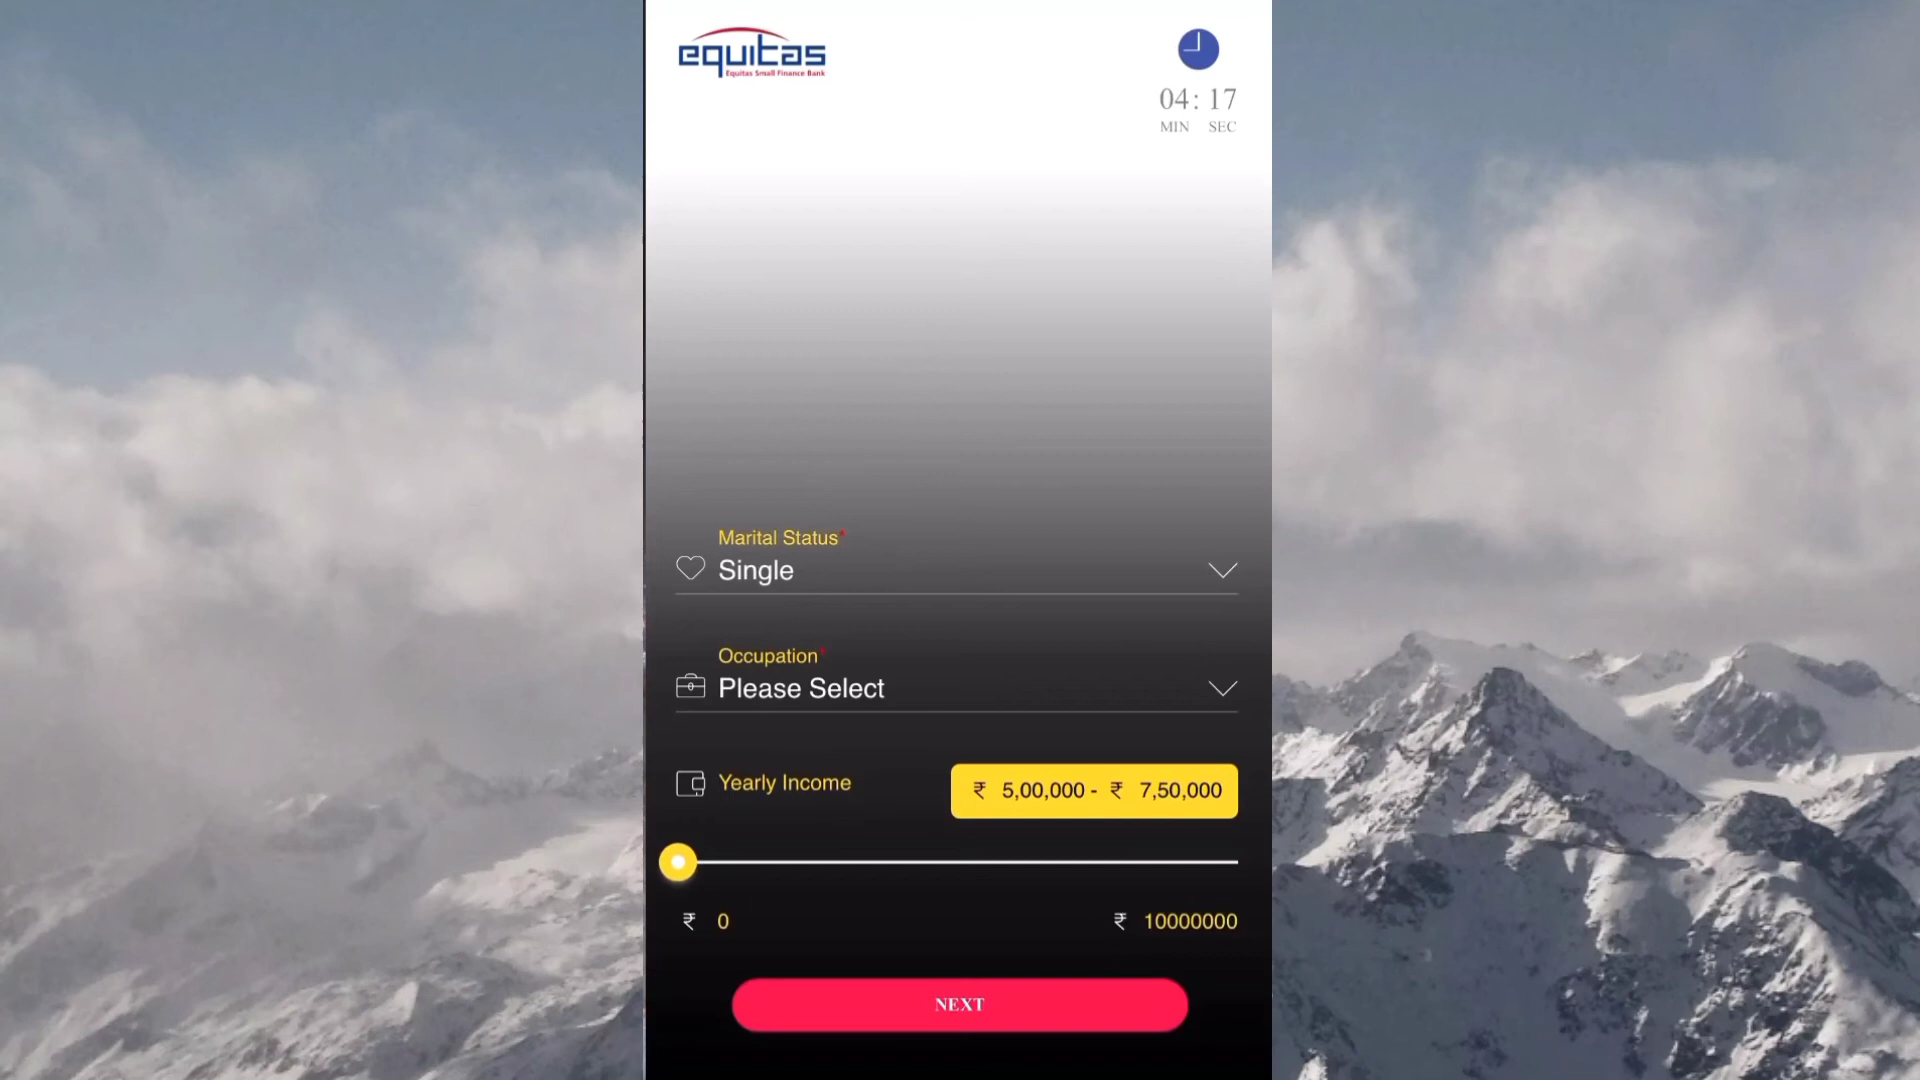 equitas
Equitas Small Finance Bank
04: 17
MIN SEC
Marital Status*
Single
Occupation*
Please Select
Yearly Income
₹ 5,00,000 - ₹ 7,50,000
₹ 0
₹ 10000000
NEXT